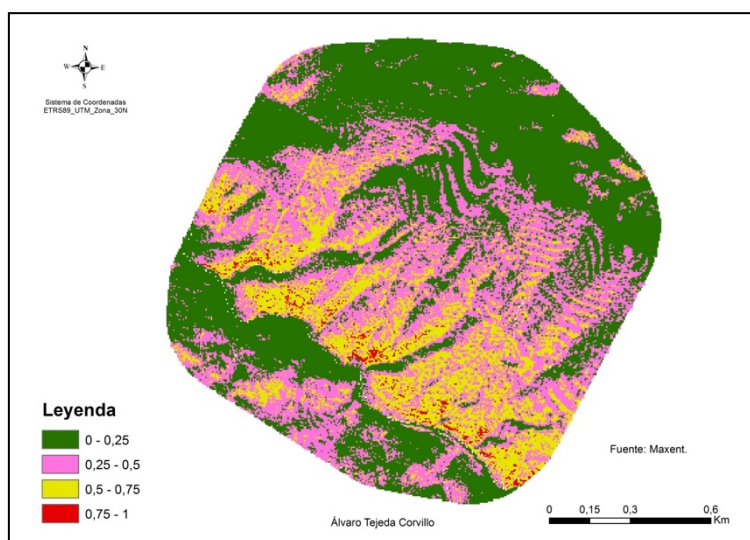 N
W E
S
Sistema de Coordenadas
ETRS89_UTM_Zona_30N
Leyenda
0 - 0,25
0,25 - 0,5
0,5 - 0,75
0,75 - 1
Fuente: Maxent.
Álvaro Tejeda Corvillo
0 0,15 0,3 0,6
Km